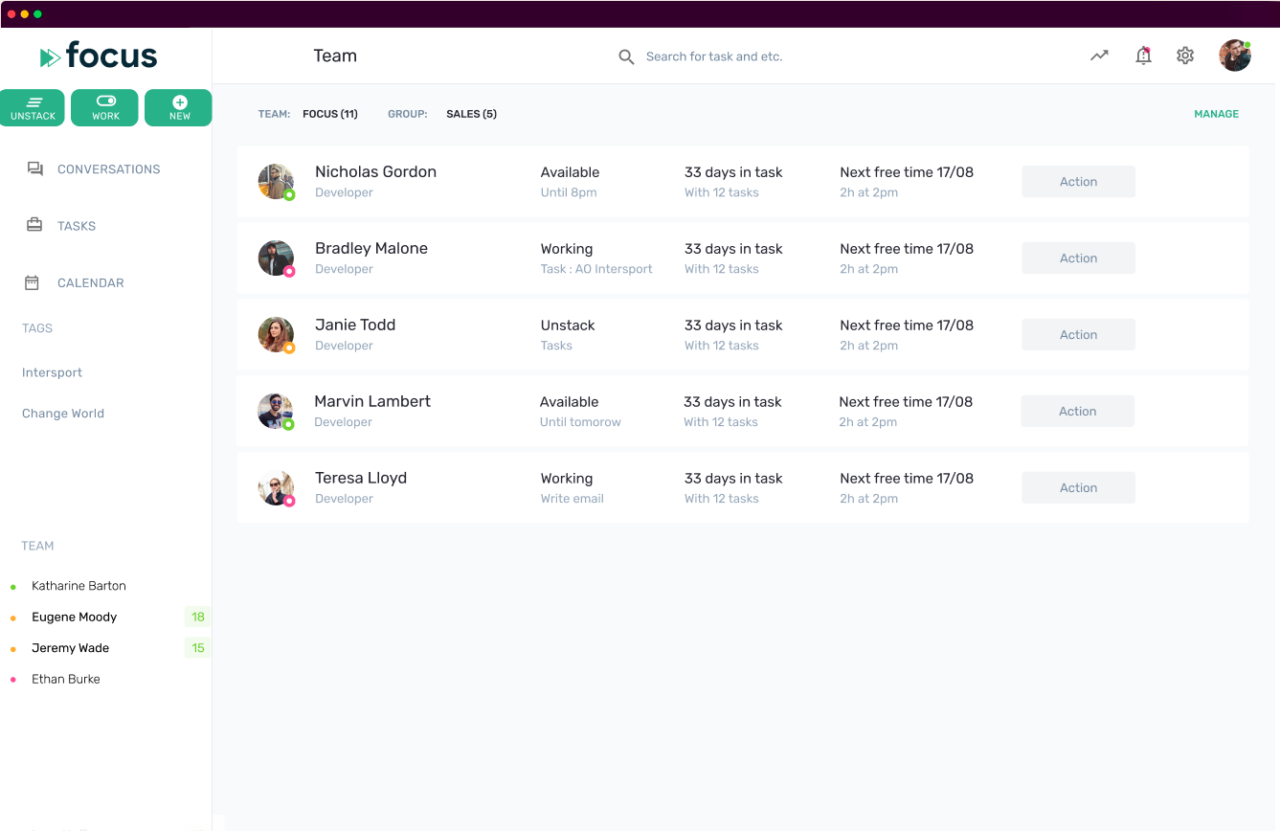 focus
Team
Search for task and etc.
UNSTACK
WORK
NEW
TEAM: FOCUS (11) GROUP: SALES (5)
MANAGE
CONVERSATIONS
TASKS
CALENDAR
TAGS
Intersport
Change World
TEAM
Katharine Barton
Eugene Moody 18
Jeremy Wade 15
Ethan Burke
Nicholas Gordon Available 33 days in task Next free time 17/08
Developer Until 8pm With 12 tasks 2h at 2pm
Action
Bradley Malone Working 33 days in task Next free time 17/08
Developer Task : AO Intersport With 12 tasks 2h at 2pm
Action
Janie Todd Unstack 33 days in task Next free time 17/08
Developer Tasks With 12 tasks 2h at 2pm
Action
Marvin Lambert Available 33 days in task Next free time 17/08
Developer Until tomorow With 12 tasks 2h at 2pm
Action
Teresa Lloyd Working 33 days in task Next free time 17/08
Developer Write email With 12 tasks 2h at 2pm
Action